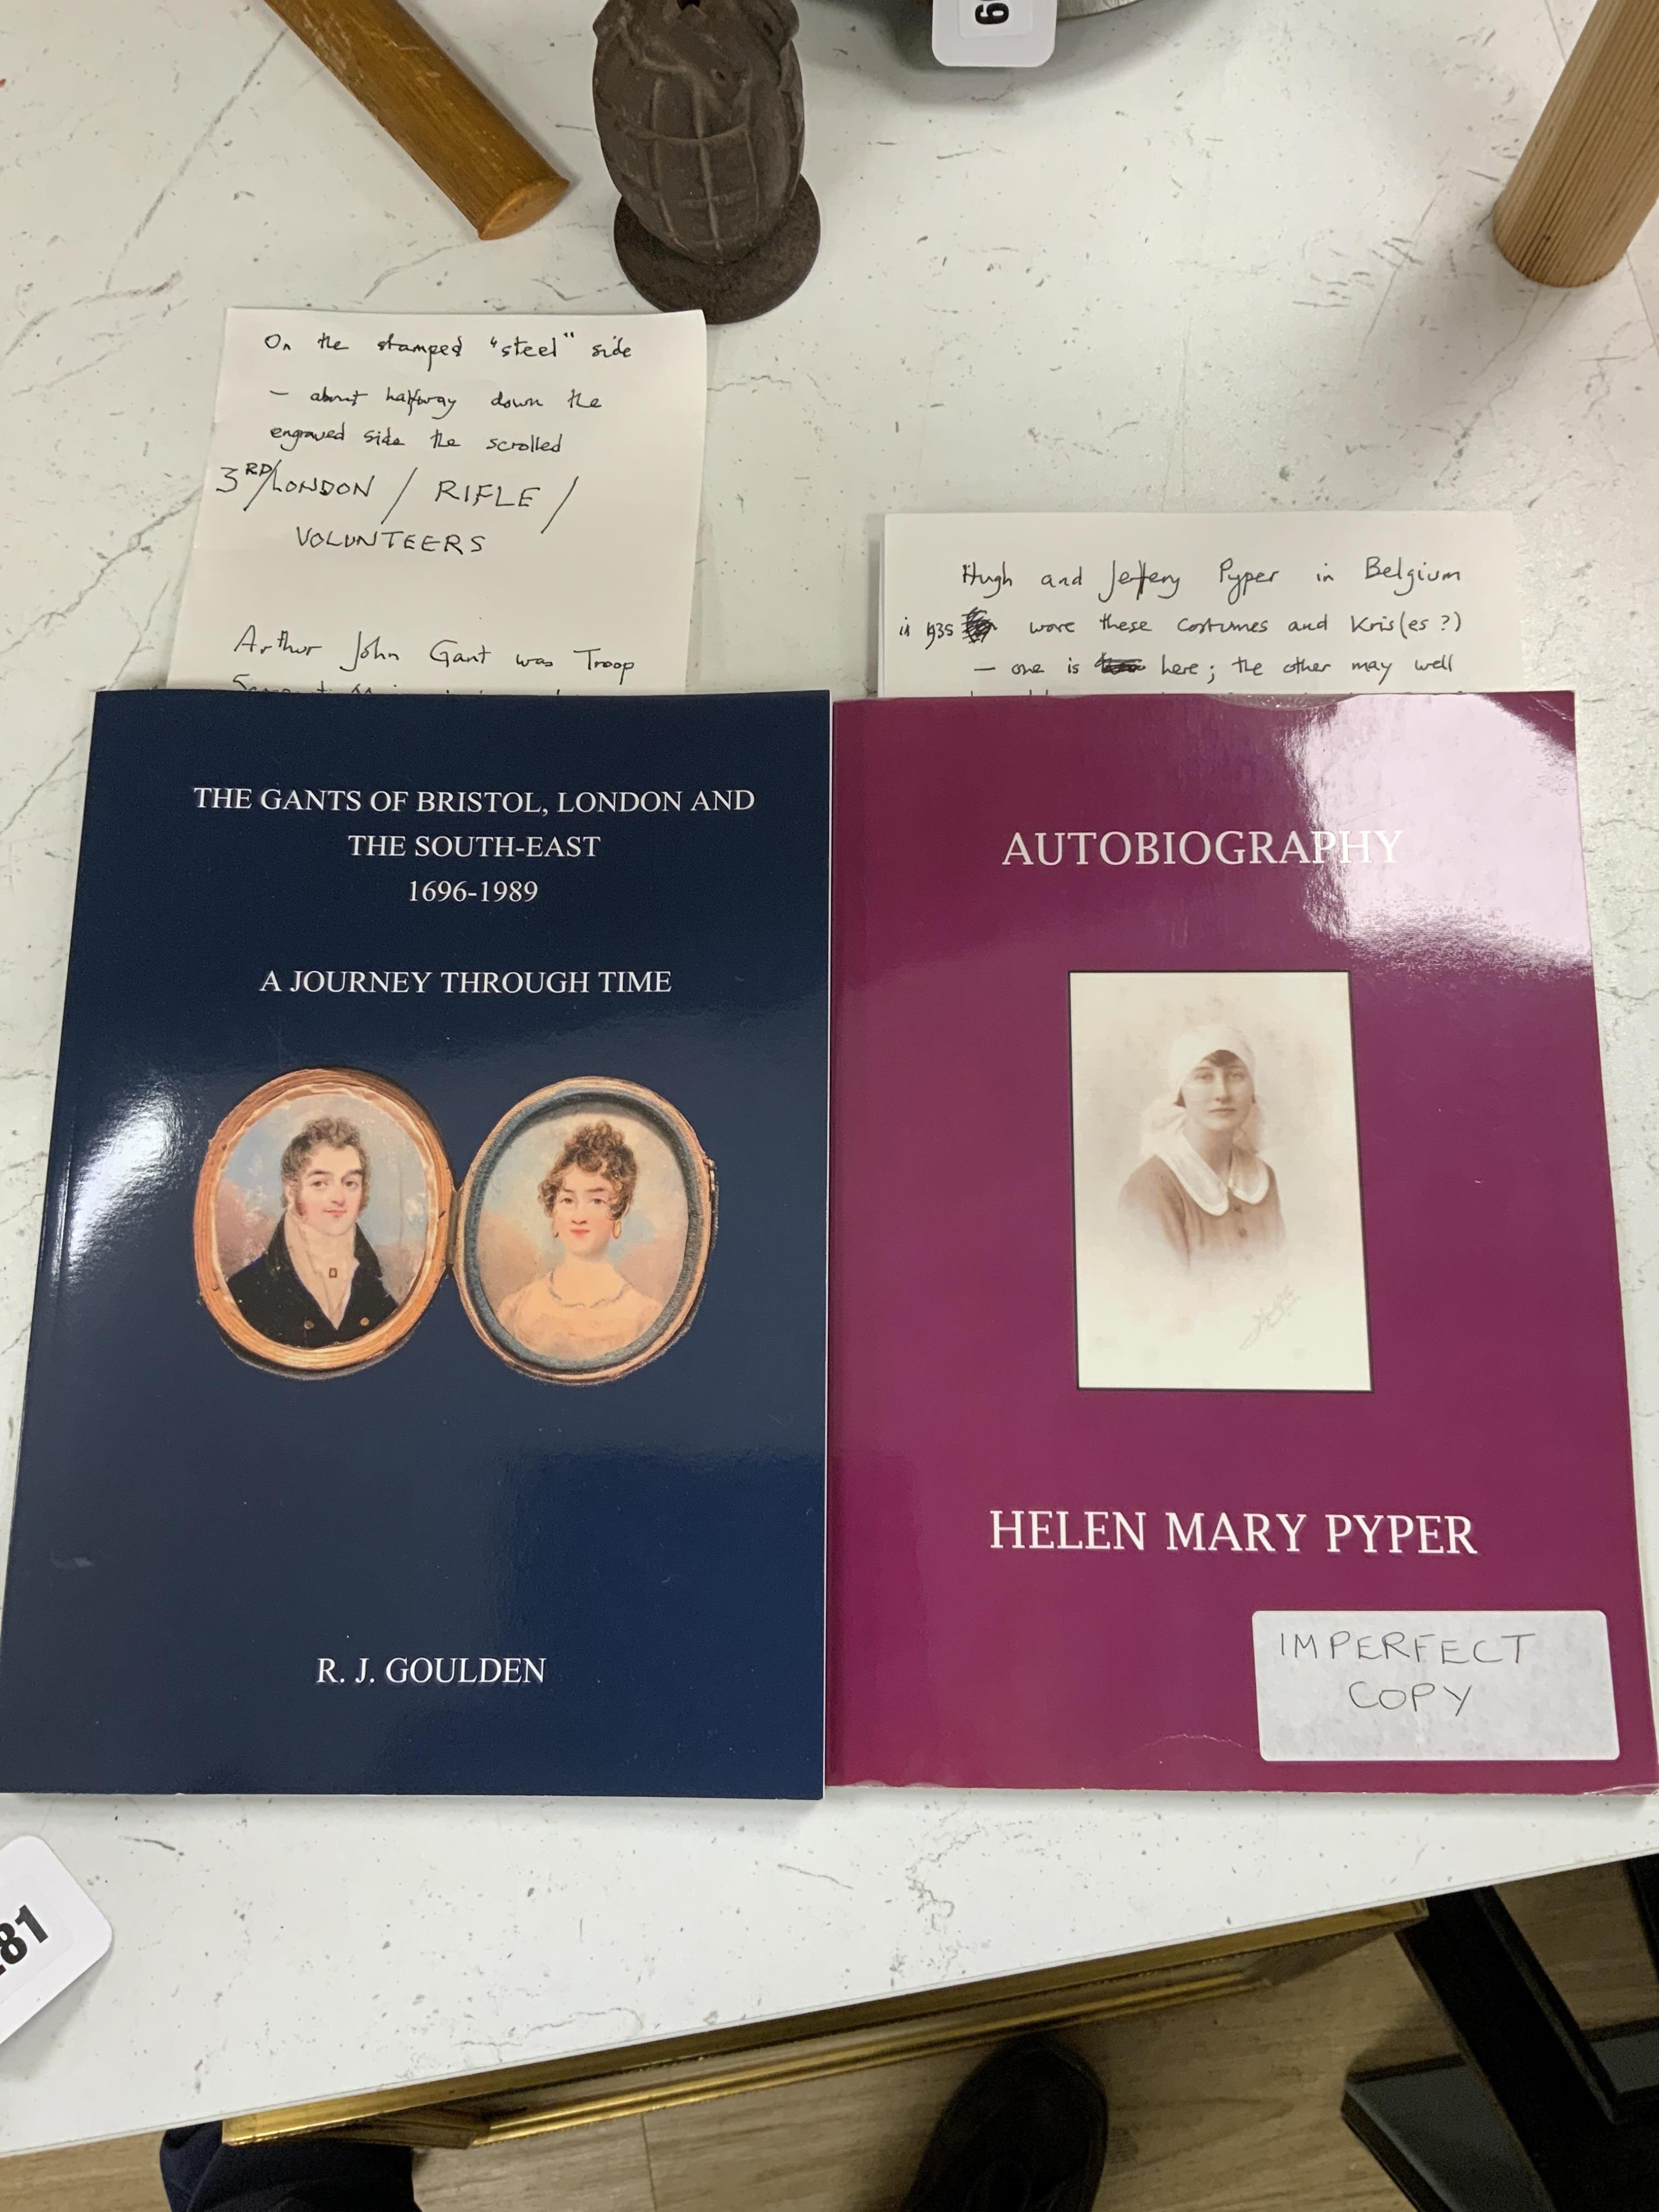 69
On the stamped "steel" side
– about halfway down the
engraved side the scrolled
3RD/LONDON / RIFLE /
VOLUNTEERS
Arthur John Gant was Troop
Hugh and Jeffery Pyper in Belgium
in 1935 wore these costumes and Kris(es?)
– one is here; the other may well
THE GANTS OF BRISTOL, LONDON AND
THE SOUTH-EAST
1696-1989
A JOURNEY THROUGH TIME
R. J. GOULDEN
AUTOBIOGRAPHY
HELEN MARY PYPER
IMPERFECT
COPY
281